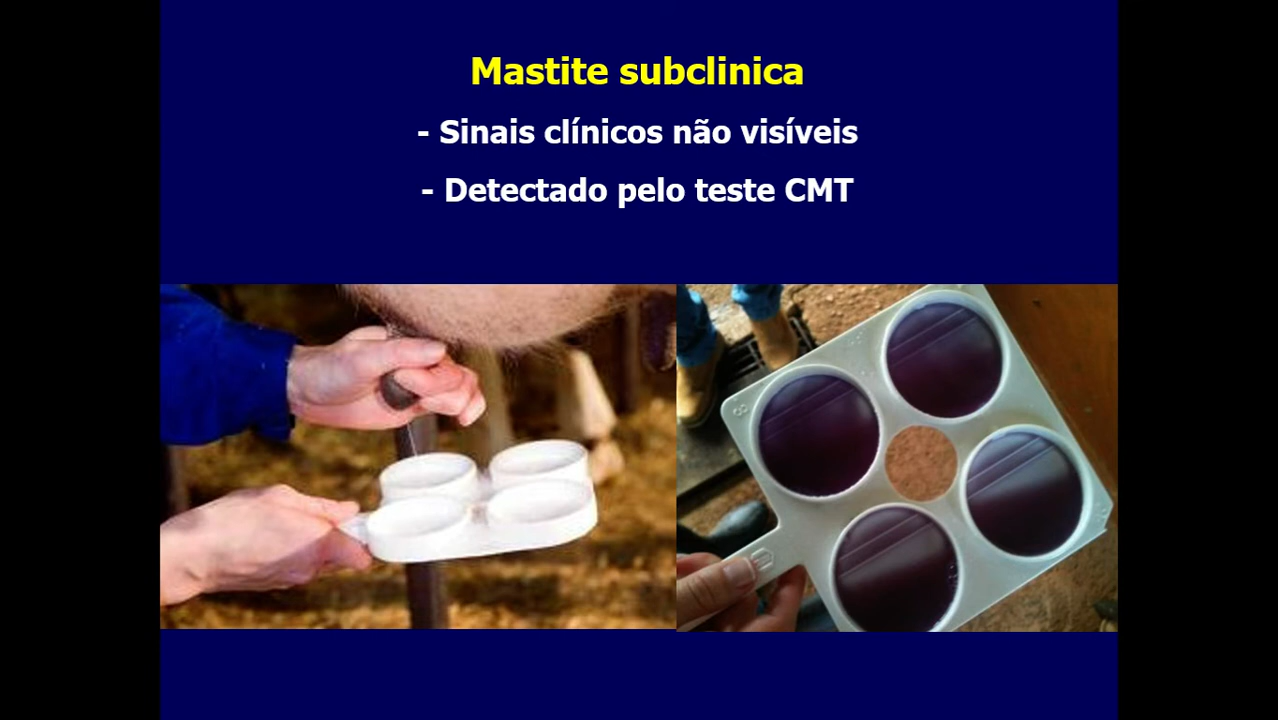 Mastite subclinica
- Sinais clínicos não visíveis
- Detectado pelo teste CMT